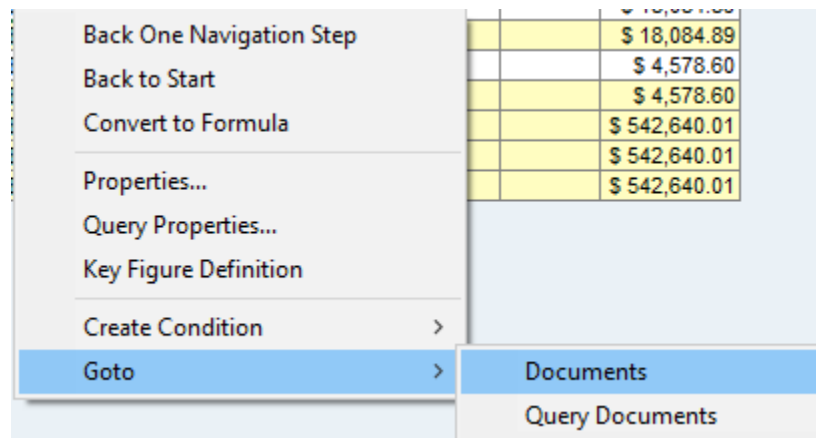 Back One Navigation Step
$ 18,084.89
Back to Start
$ 4,578.60
$ 4,578.60
Convert to Formula
$ 542,640.01
$ 542,640.01
Properties...
$ 542,640.01
Query Properties...
Key Figure Definition
Create Condition
Goto
Documents
Query Documents